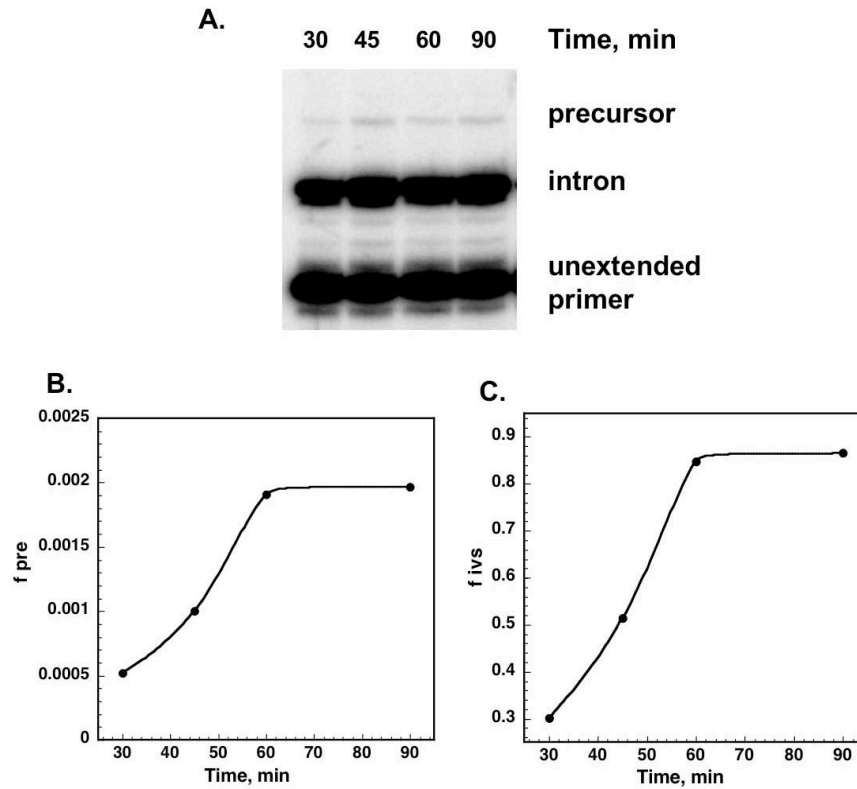 A.
30 45 60 90 Time, min
precursor
intron
unextended
primer
B.
0.0025
0.002
0.0015
0.001
0.0005
0
f pre
30 40 50 60 70 80 90
Time, min
C.
0.9
0.8
0.7
0.6
0.5
0.4
0.3
f ivs
30 40 50 60 70 80 90
Time, min